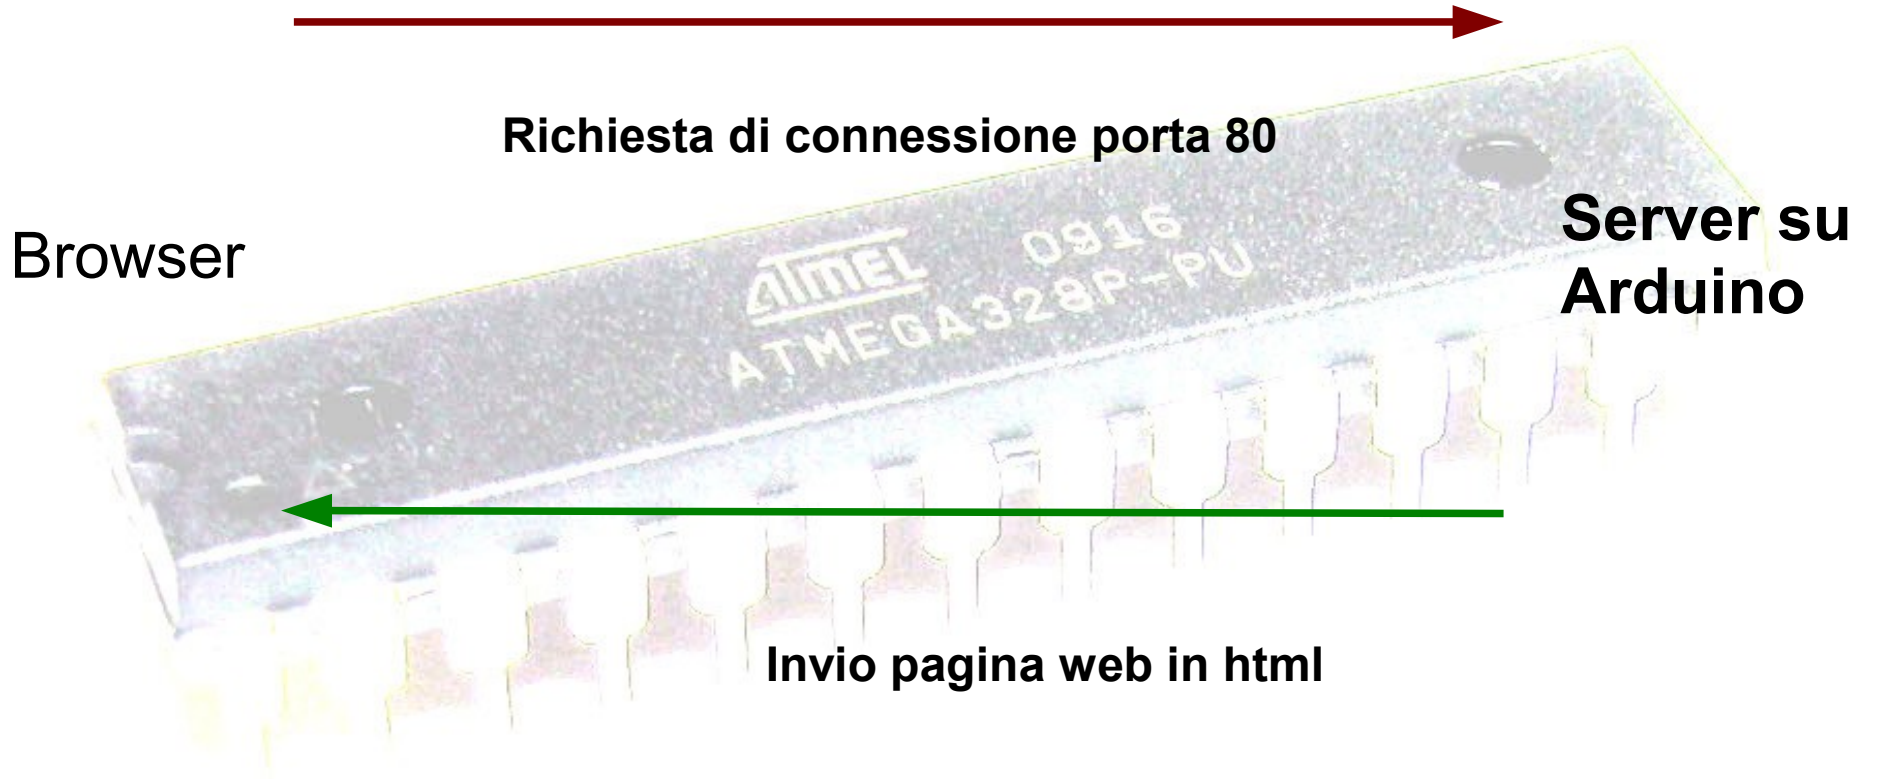 Richiesta di connessione porta 80
Browser
Server su
Arduino
ATMEL 0916
ATMEGA328P-PU
Invio pagina web in html